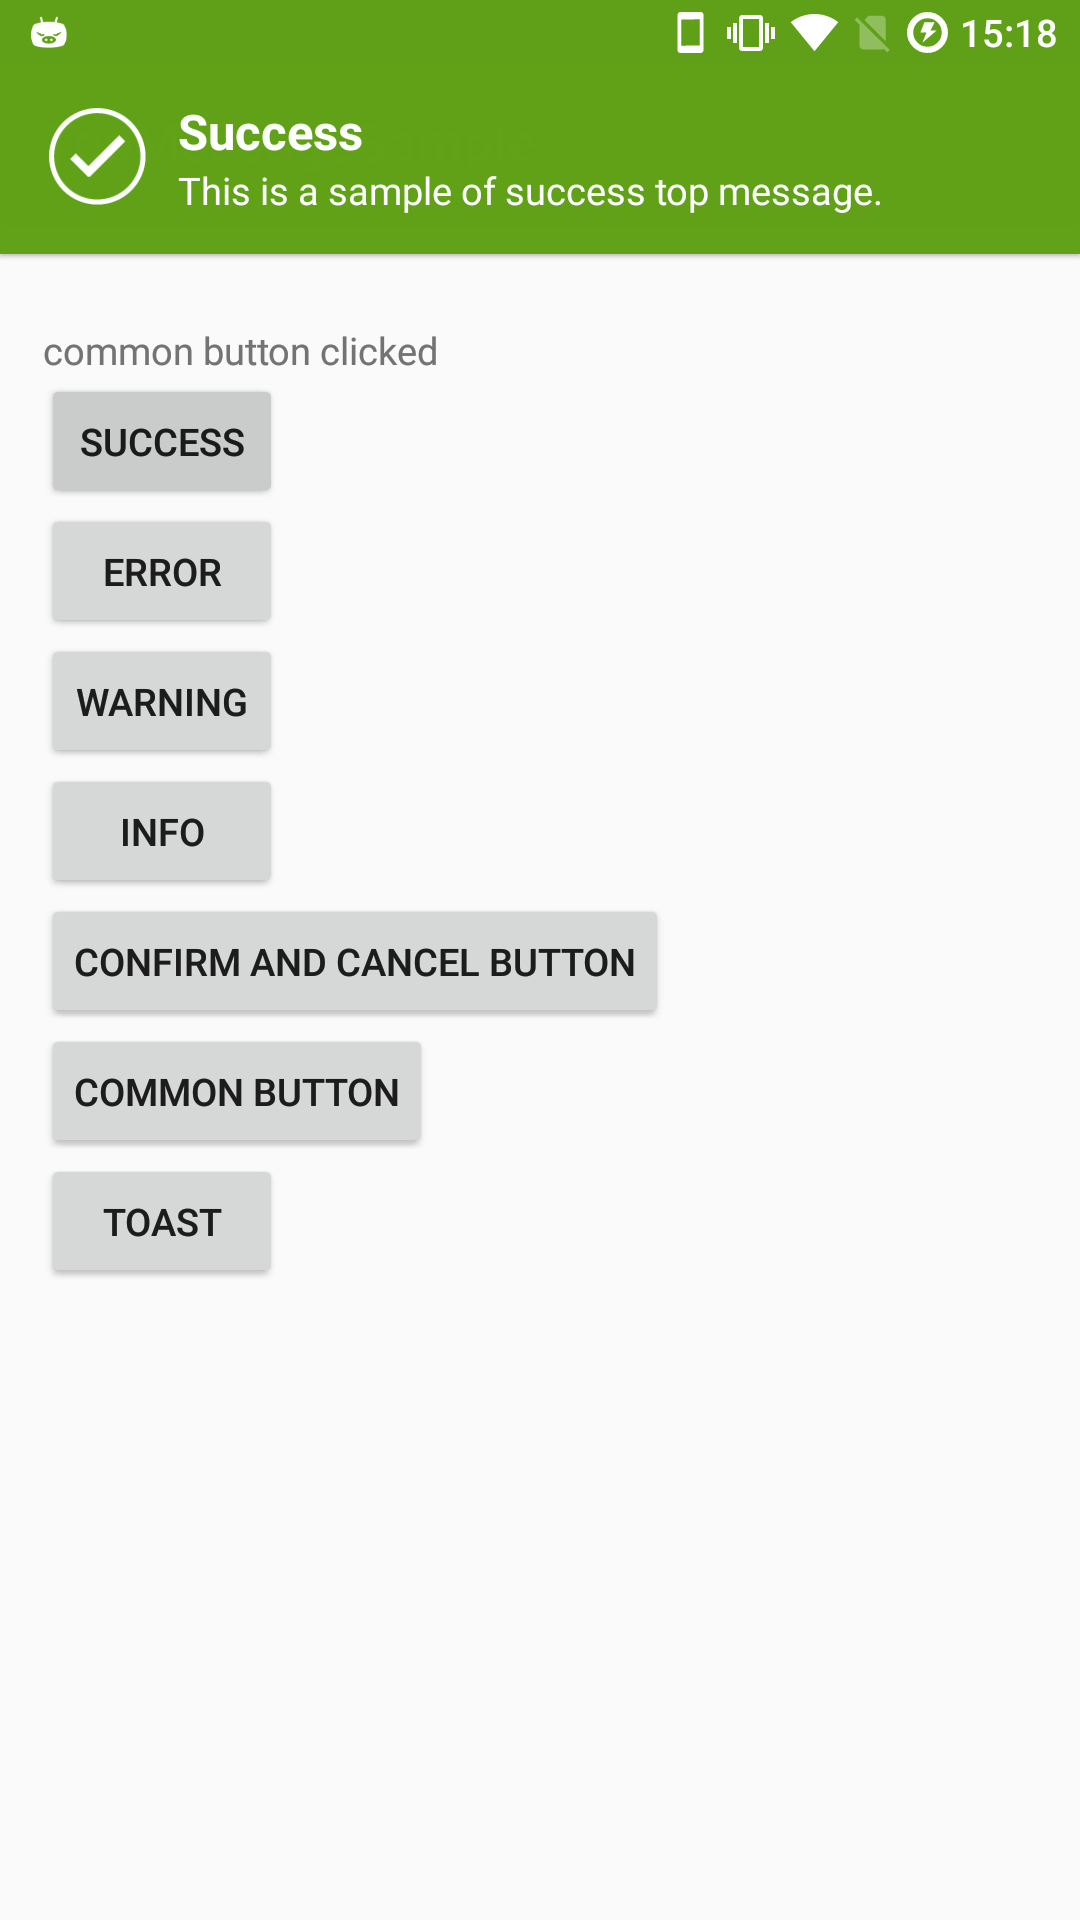 15:18
Success
This is a sample of success top message.
common button clicked
SUCCESS
ERROR
WARNING
INFO
CONFIRM AND CANCEL BUTTON
COMMON BUTTON
TOAST